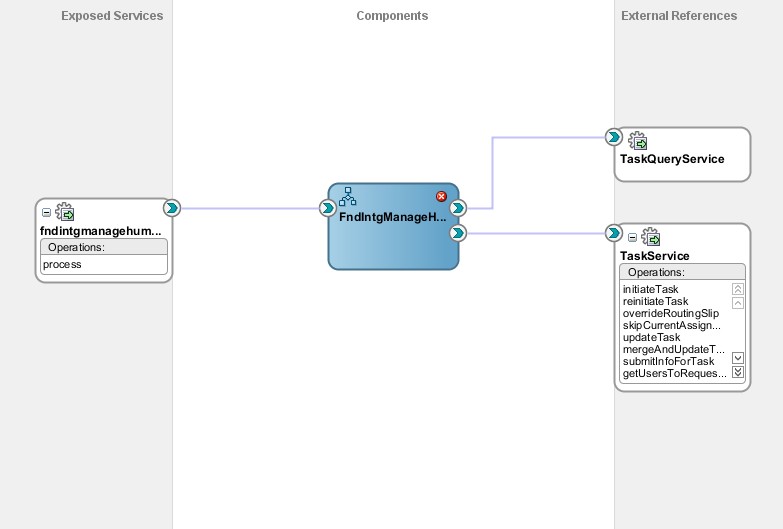 Exposed Services
Components
External References
TaskQueryService
FndIntgManageH...
fndintgmanagehum...
Operations:
process
TaskService
Operations:
initiateTask
reinitiateTask
overrideRoutingSlip
skipCurrentAssign...
updateTask
mergeAndUpdateT...
submitInfoForTask
getUsersToReques...